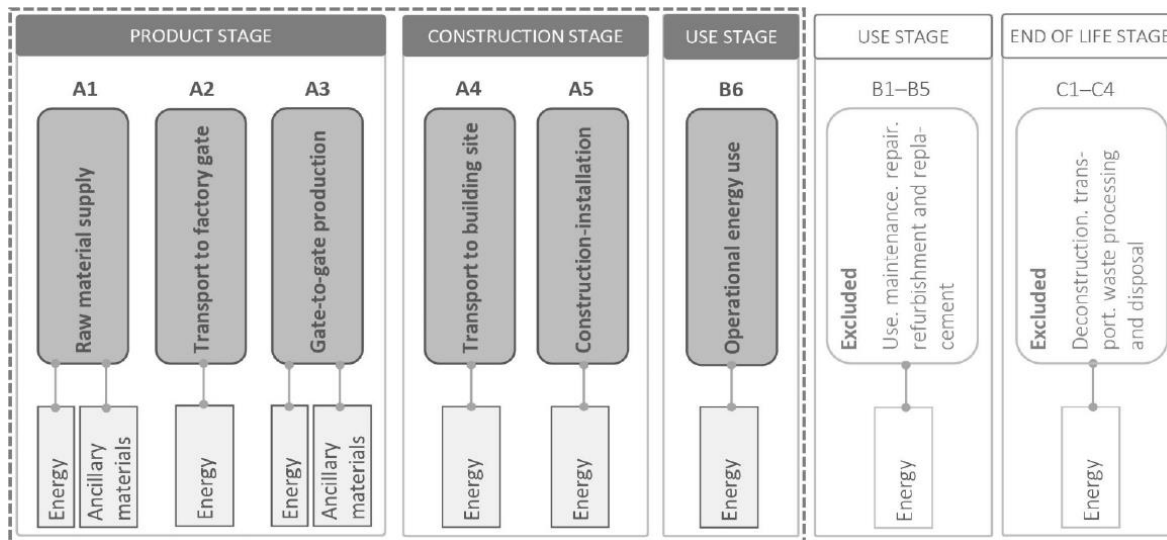 PRODUCT STAGE
CONSTRUCTION STAGE
USE STAGE
USE STAGE
END OF LIFE STAGE
A1
A2
A3
A4
A5
B6
B1–B5
C1–C4
Raw material supply
Transport to factory gate
Gate-to-gate production
Transport to building site
Construction-installation
Operational energy use
Excluded
Use. maintenance. repair.
refurbishment and repla-
cement
Excluded
Deconstruction. trans-
port. waste processing
and disposal
Energy
Ancillary
materials
Energy
Energy
Ancillary
materials
Energy
Energy
Energy
Energy
Energy